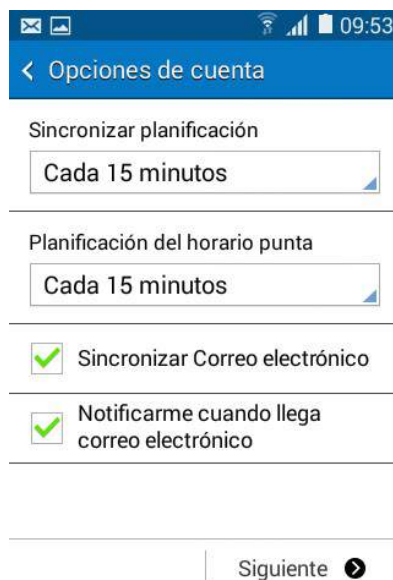 09:53
Opciones de cuenta
Sincronizar planificación
Cada 15 minutos
Planificación del horario punta
Cada 15 minutos
Sincronizar Correo electrónico
Notificarme cuando llega
correo electrónico
Siguiente